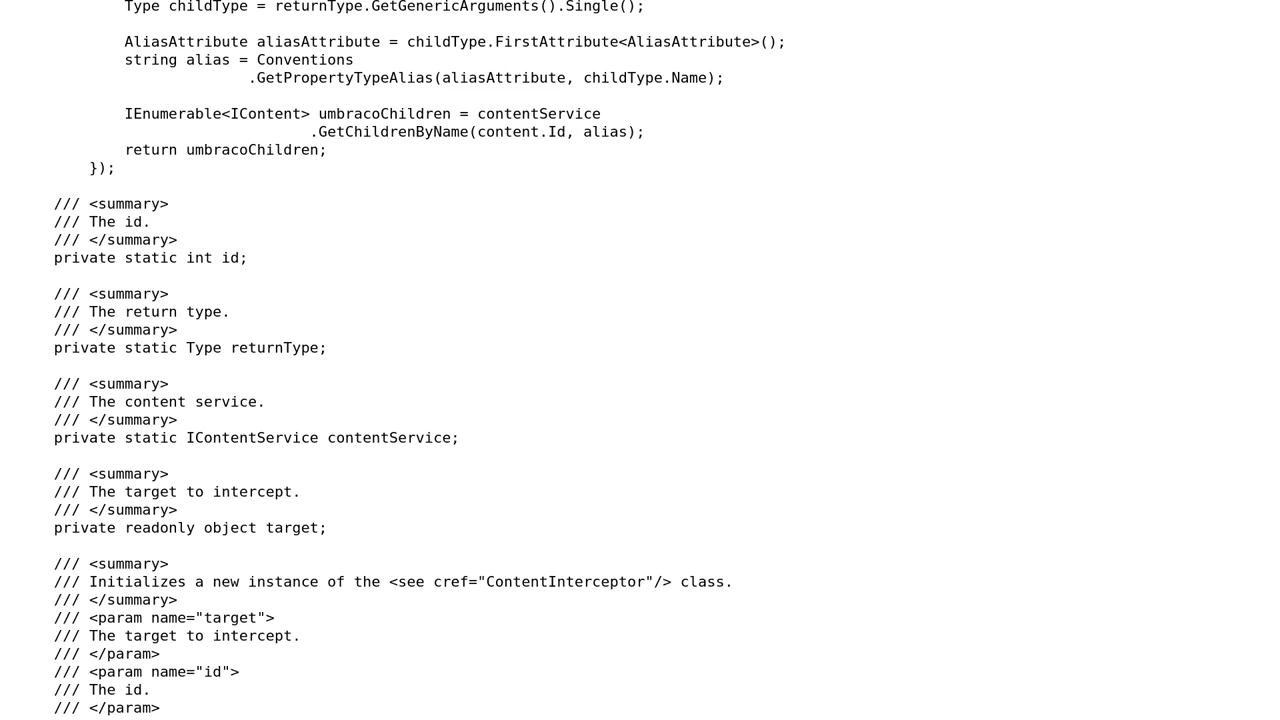 Type childType = returnType.GetGenericArguments().Single();
AliasAttribute aliasAttribute = childType.FirstAttribute<AliasAttribute>();
string alias = Conventions
.GetPropertyTypeAlias(aliasAttribute, childType.Name);
IEnumerable<IContent> umbracoChildren = contentService
.GetChildrenByName(content.Id, alias);
return umbracoChildren;
});
/// <summary>
/// The id.
/// </summary>
private static int id;
/// <summary>
/// The return type.
/// </summary>
private static Type returnType;
/// <summary>
/// The content service.
/// </summary>
private static IContentService contentService;
/// <summary>
/// The target to intercept.
/// </summary>
private readonly object target;
/// <summary>
/// Initializes a new instance of the <see cref="ContentInterceptor"/> class.
/// </summary>
/// <param name="target">
/// The target to intercept.
/// </param>
/// <param name="id">
/// The id.
/// </param>